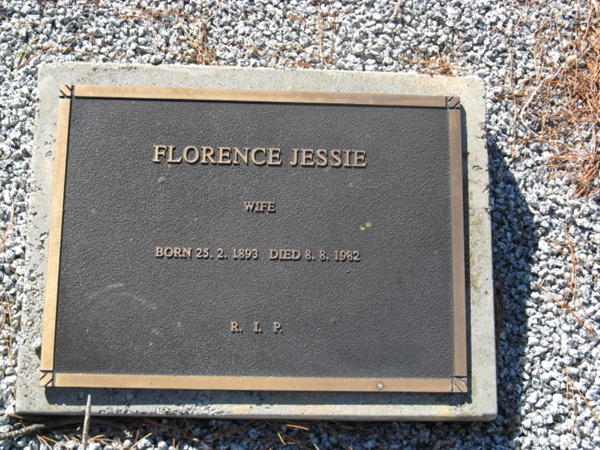 FLORENCE JESSIE
WIFE
BORN 25. 2. 1893 DIED 8. 8. 1982
R. I. P.